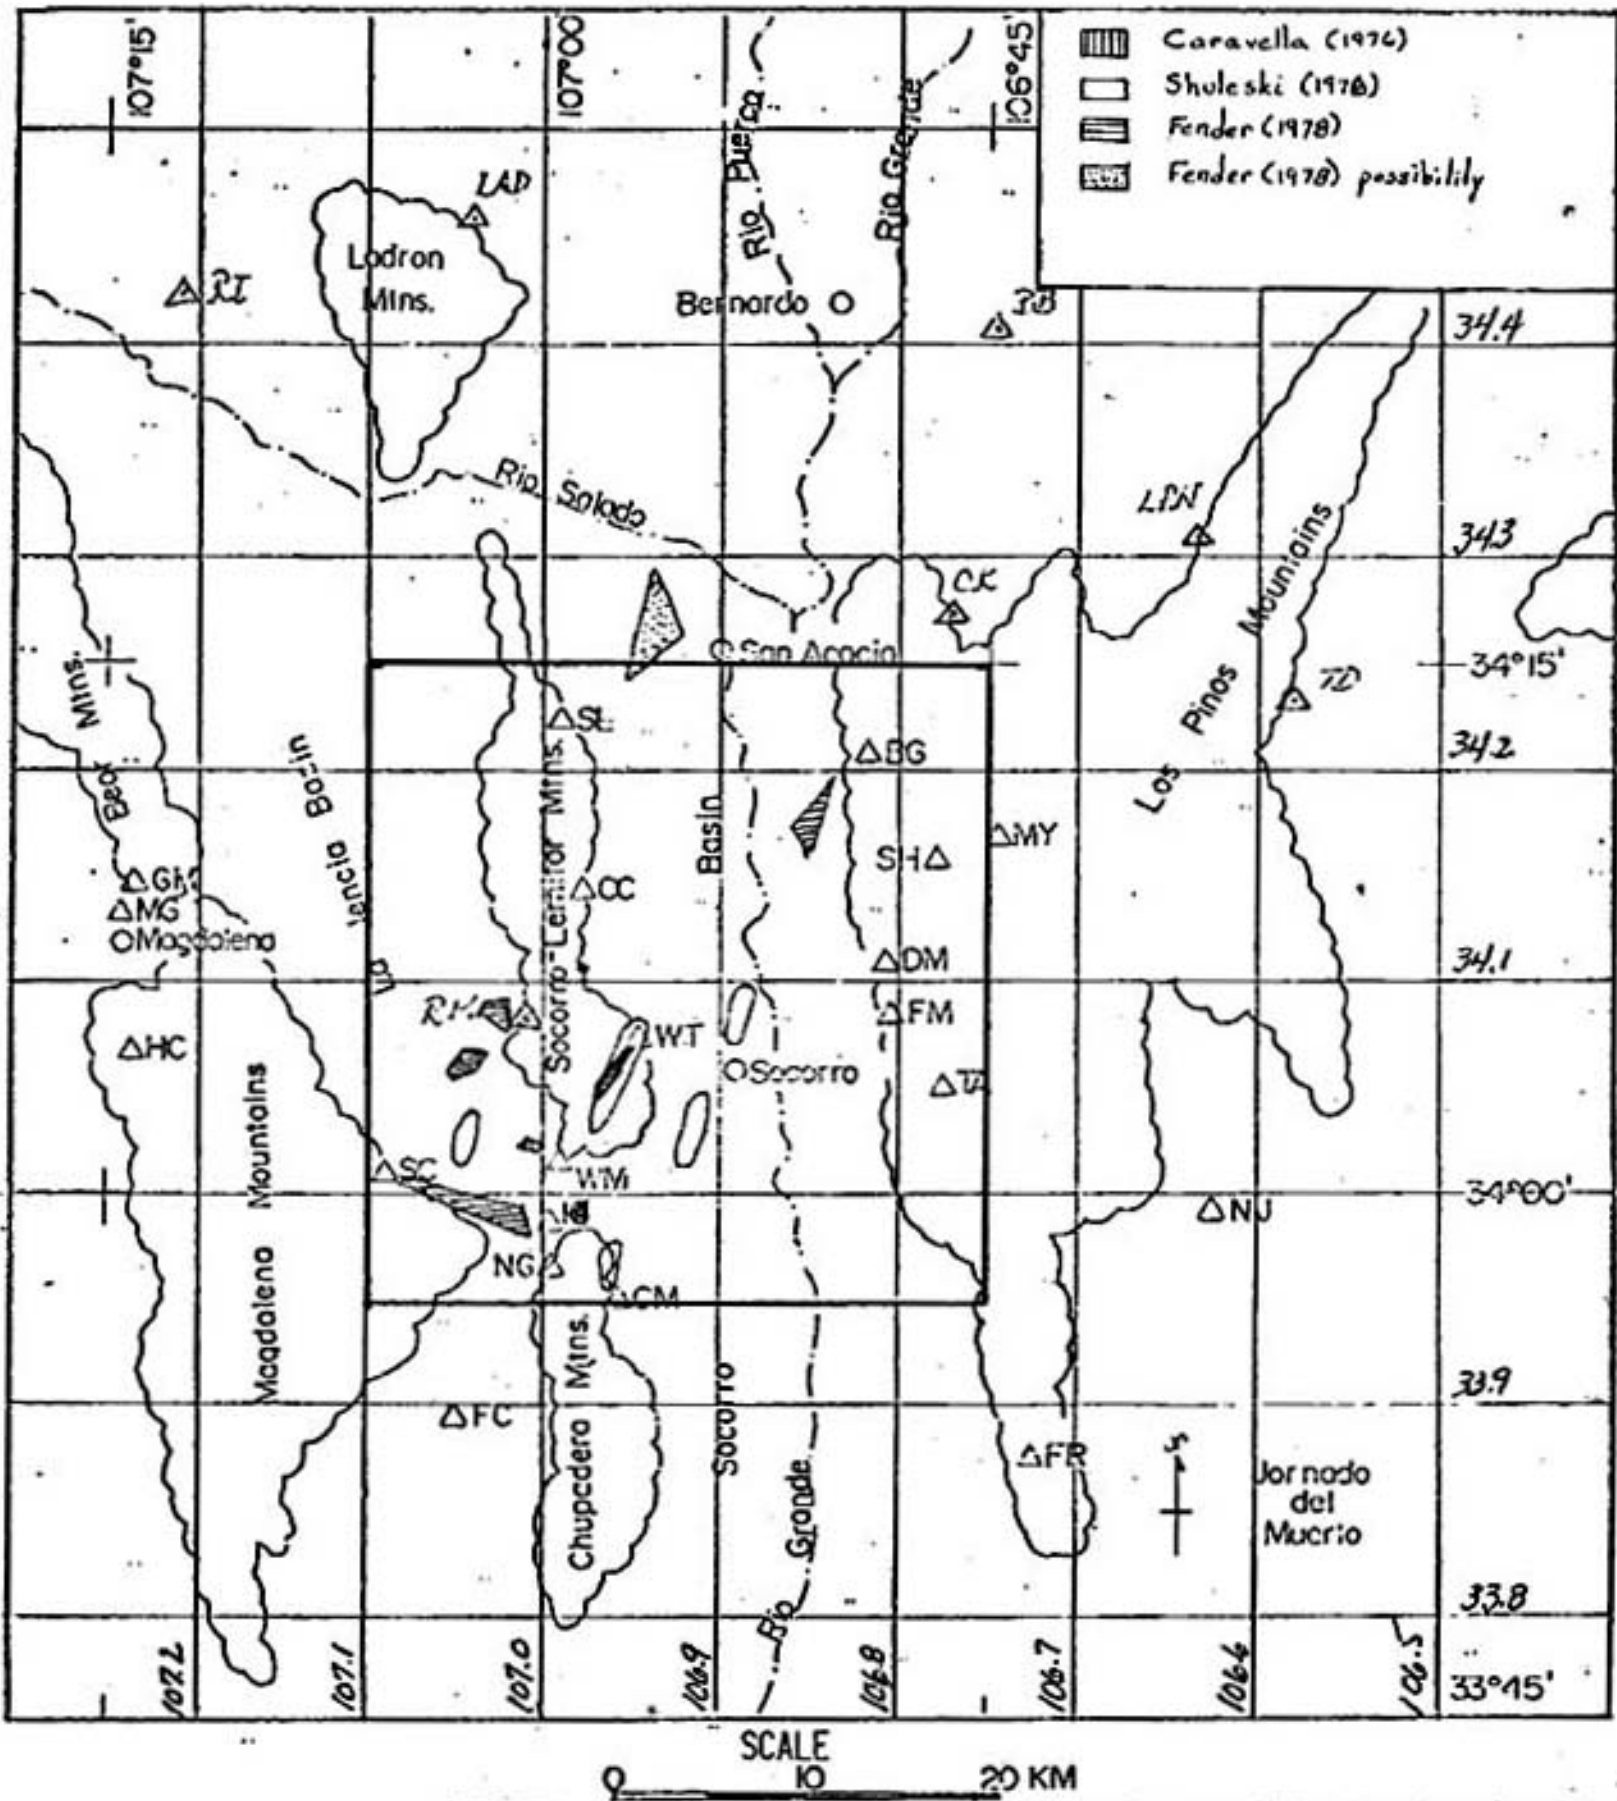 107°15'
107°00'
106°45'
Caravella (1976)
Shuleski (1978)
Fender (1978)
Fender (1978) possibility
Rio Puerco
Rio Grande
LAD
Ladron
Mtns.
RI
Bernardo
34.4
Rio Salado
LPN
34.3
CK
San Acacia
34°15'
Los Pinos Mountains
TD
Bear Mtns.
SL
BG
34.2
Basin
Socorro-Lemitar Mtns.
Basin
SH
MY
CC
MG
Magdalena
DM
34.1
La
FM
HC
WT
Socorro
Magdalena Mountains
SC
WM
34°00'
NJ
NG
CM
Chupadera Mtns.
Socorro
33.9
FC
Rio Grande
FR
Jornado
del
Muerto
33.8
107.2
107.1
107.0
106.9
106.8
106.7
106.6
106.5
33°45'
SCALE
0 10 20 KM